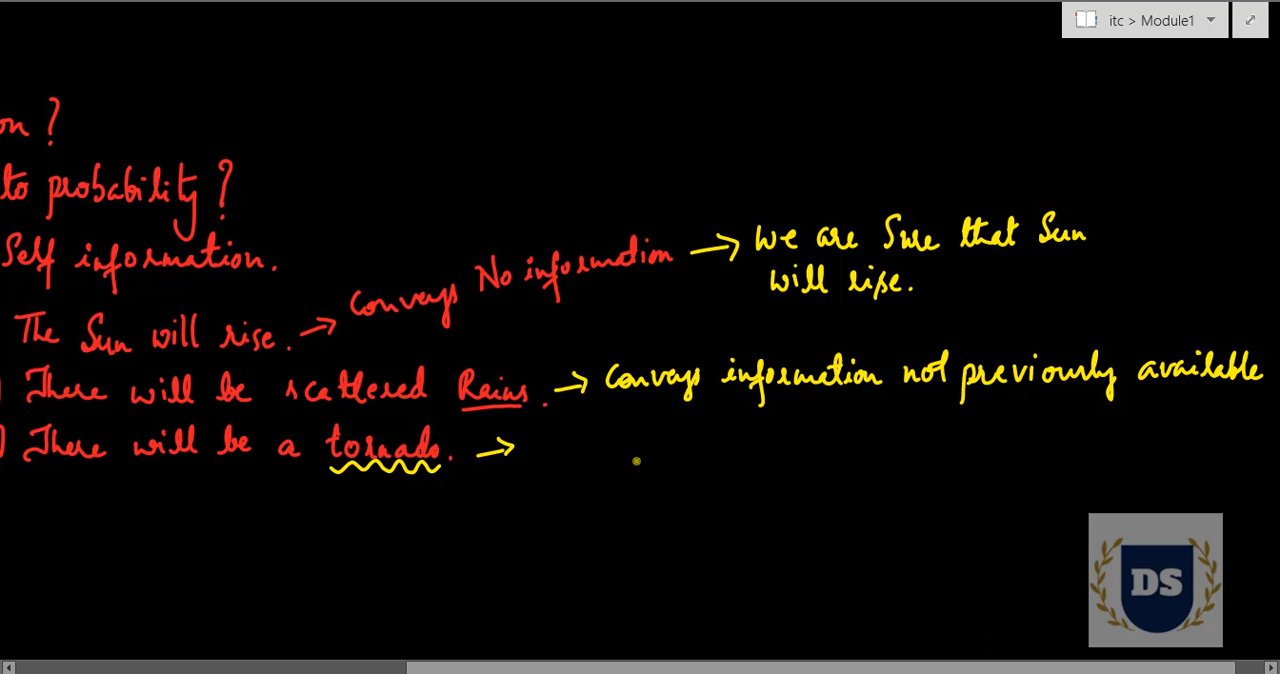 itc > Module1
on ?
to probability ?
Self information.
The Sun will rise. → Conveys No information → We are Sure that Sun
will rise.
) There will be scattered Rains. → Conveys information not previously available
) There will be a tornado. →
DS